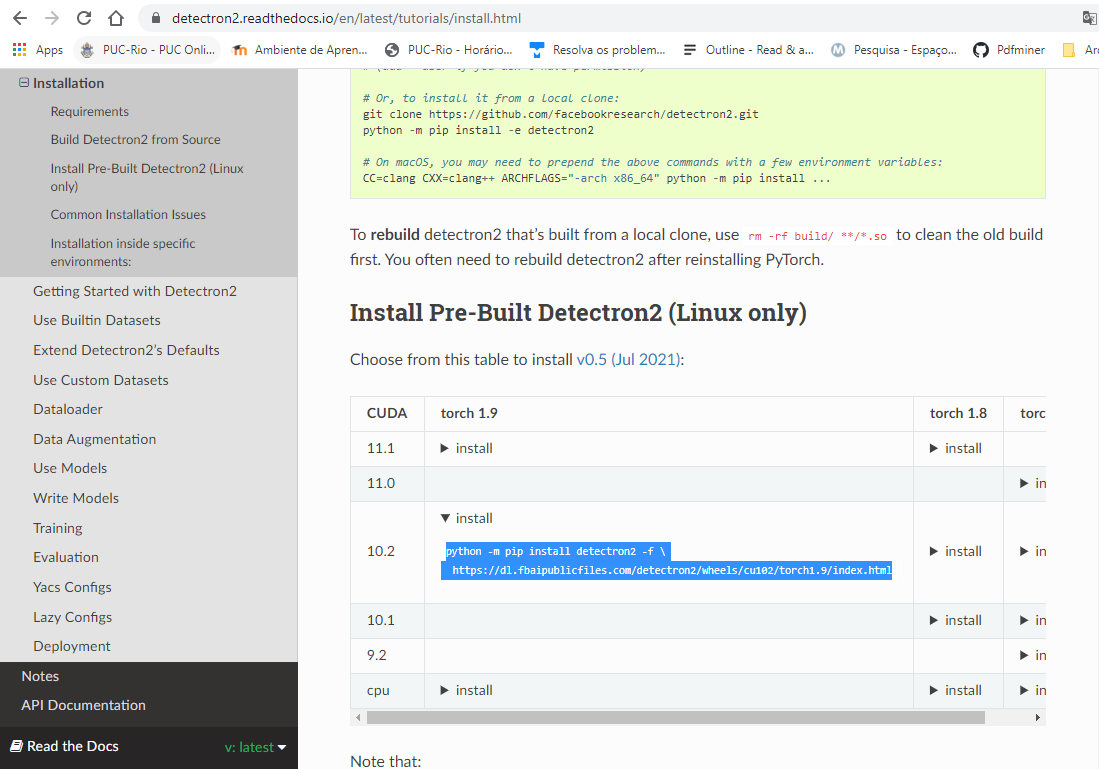 detectron2.readthedocs.io/en/latest/tutorials/install.html
Apps PUC-Rio - PUC Onli... Ambiente de Apren... PUC-Rio - Horário... Resolva os problem... Outline - Read & a... Pesquisa - Espaço... Pdfminer
Installation
Requirements
Build Detectron2 from Source
Install Pre-Built Detectron2 (Linux
only)
Common Installation Issues
Installation inside specific
environments:
Getting Started with Detectron2
Use Builtin Datasets
Extend Detectron2's Defaults
Use Custom Datasets
Dataloader
Data Augmentation
Use Models
Write Models
Training
Evaluation
Yacs Configs
Lazy Configs
Deployment
Notes
API Documentation
Read the Docs v: latest
# Or, to install it from a local clone:
git clone https://github.com/facebookresearch/detectron2.git
python -m pip install -e detectron2
# On macOS, you may need to prepend the above commands with a few environment variables:
CC=clang CXX=clang++ ARCHFLAGS="-arch x86_64" python -m pip install ...
To rebuild detectron2 that's built from a local clone, use rm -rf build/ **/*.so to clean the old build
first. You often need to rebuild detectron2 after reinstalling PyTorch.
Install Pre-Built Detectron2 (Linux only)
Choose from this table to install v0.5 (Jul 2021):
CUDA torch 1.9 torch 1.8 torc
11.1 install install
11.0 in
install
python -m pip install detectron2 -f \
10.2 install in
https://dl.fbaipublicfiles.com/detectron2/wheels/cu102/torch1.9/index.html
10.1 install in
9.2 in
cpu install install in
Note that: